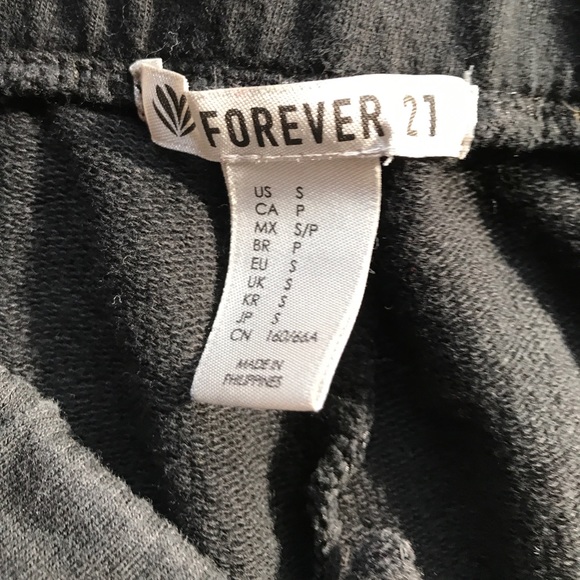 FOREVER 21
US S
CA P
MX S/P
BR P
EU S
UK S
KR S
JP S
CN 160/66A
MADE IN
PHILIPPINES